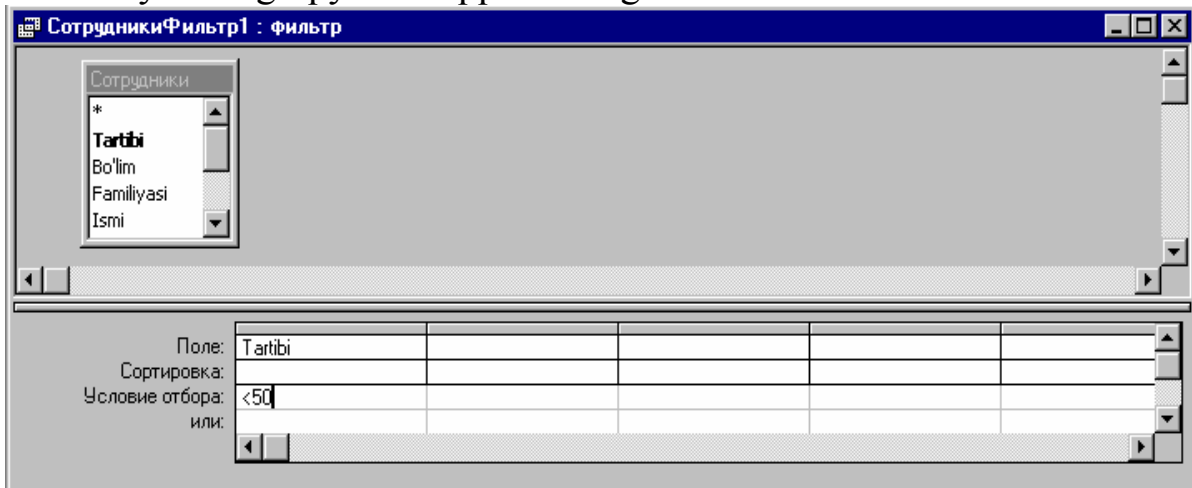 СотрудникиФильтр1 : фильтр
Сотрудники
*
Tartibi
Bo'lim
Familiyasi
Ismi
Поле: Tartibi
Сортировка:
Условие отбора: <50
или: